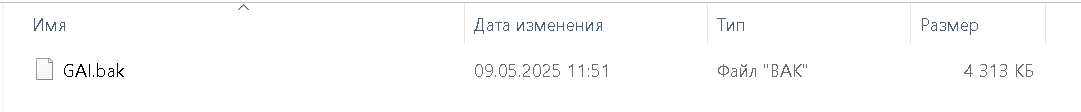 Имя Дата изменения Тип Размер
GAI.bak 09.05.2025 11:51 Файл "BAK" 4 313 КБ